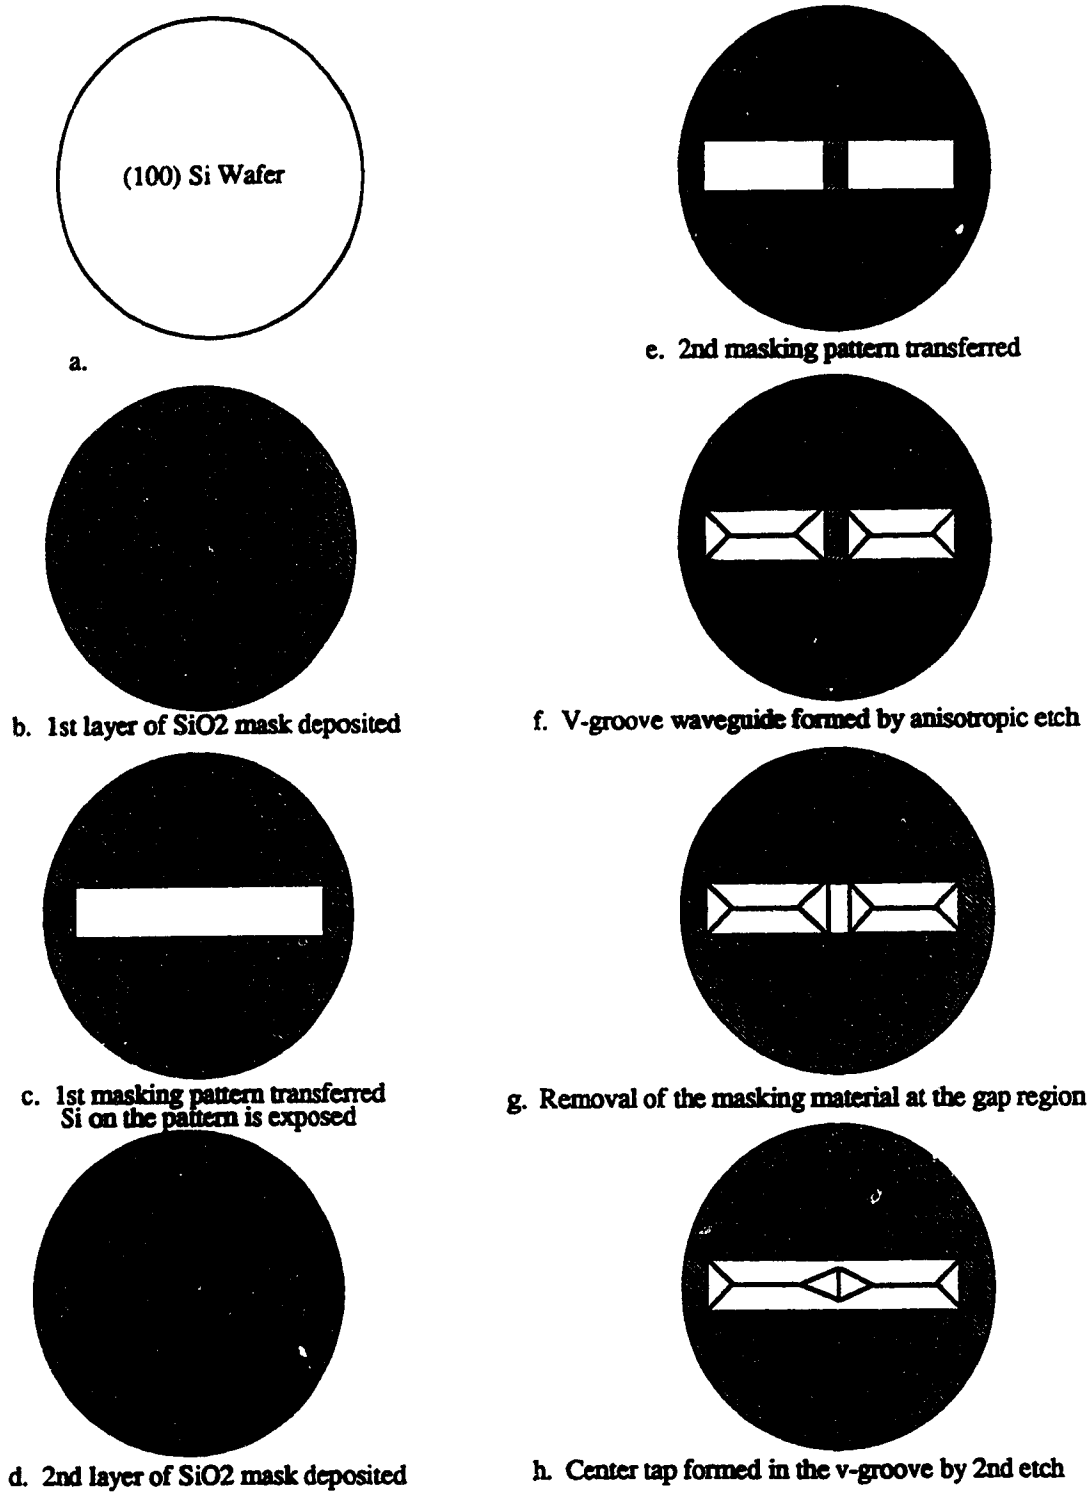 (100) Si Wafer
a.
b. 1st layer of SiO2 mask deposited
c. 1st masking pattern transferred
Si on the pattern is exposed
d. 2nd layer of SiO2 mask deposited
e. 2nd masking pattern transferred
f. V-groove waveguide formed by anisotropic etch
g. Removal of the masking material at the gap region
h. Center tap formed in the v-groove by 2nd etch